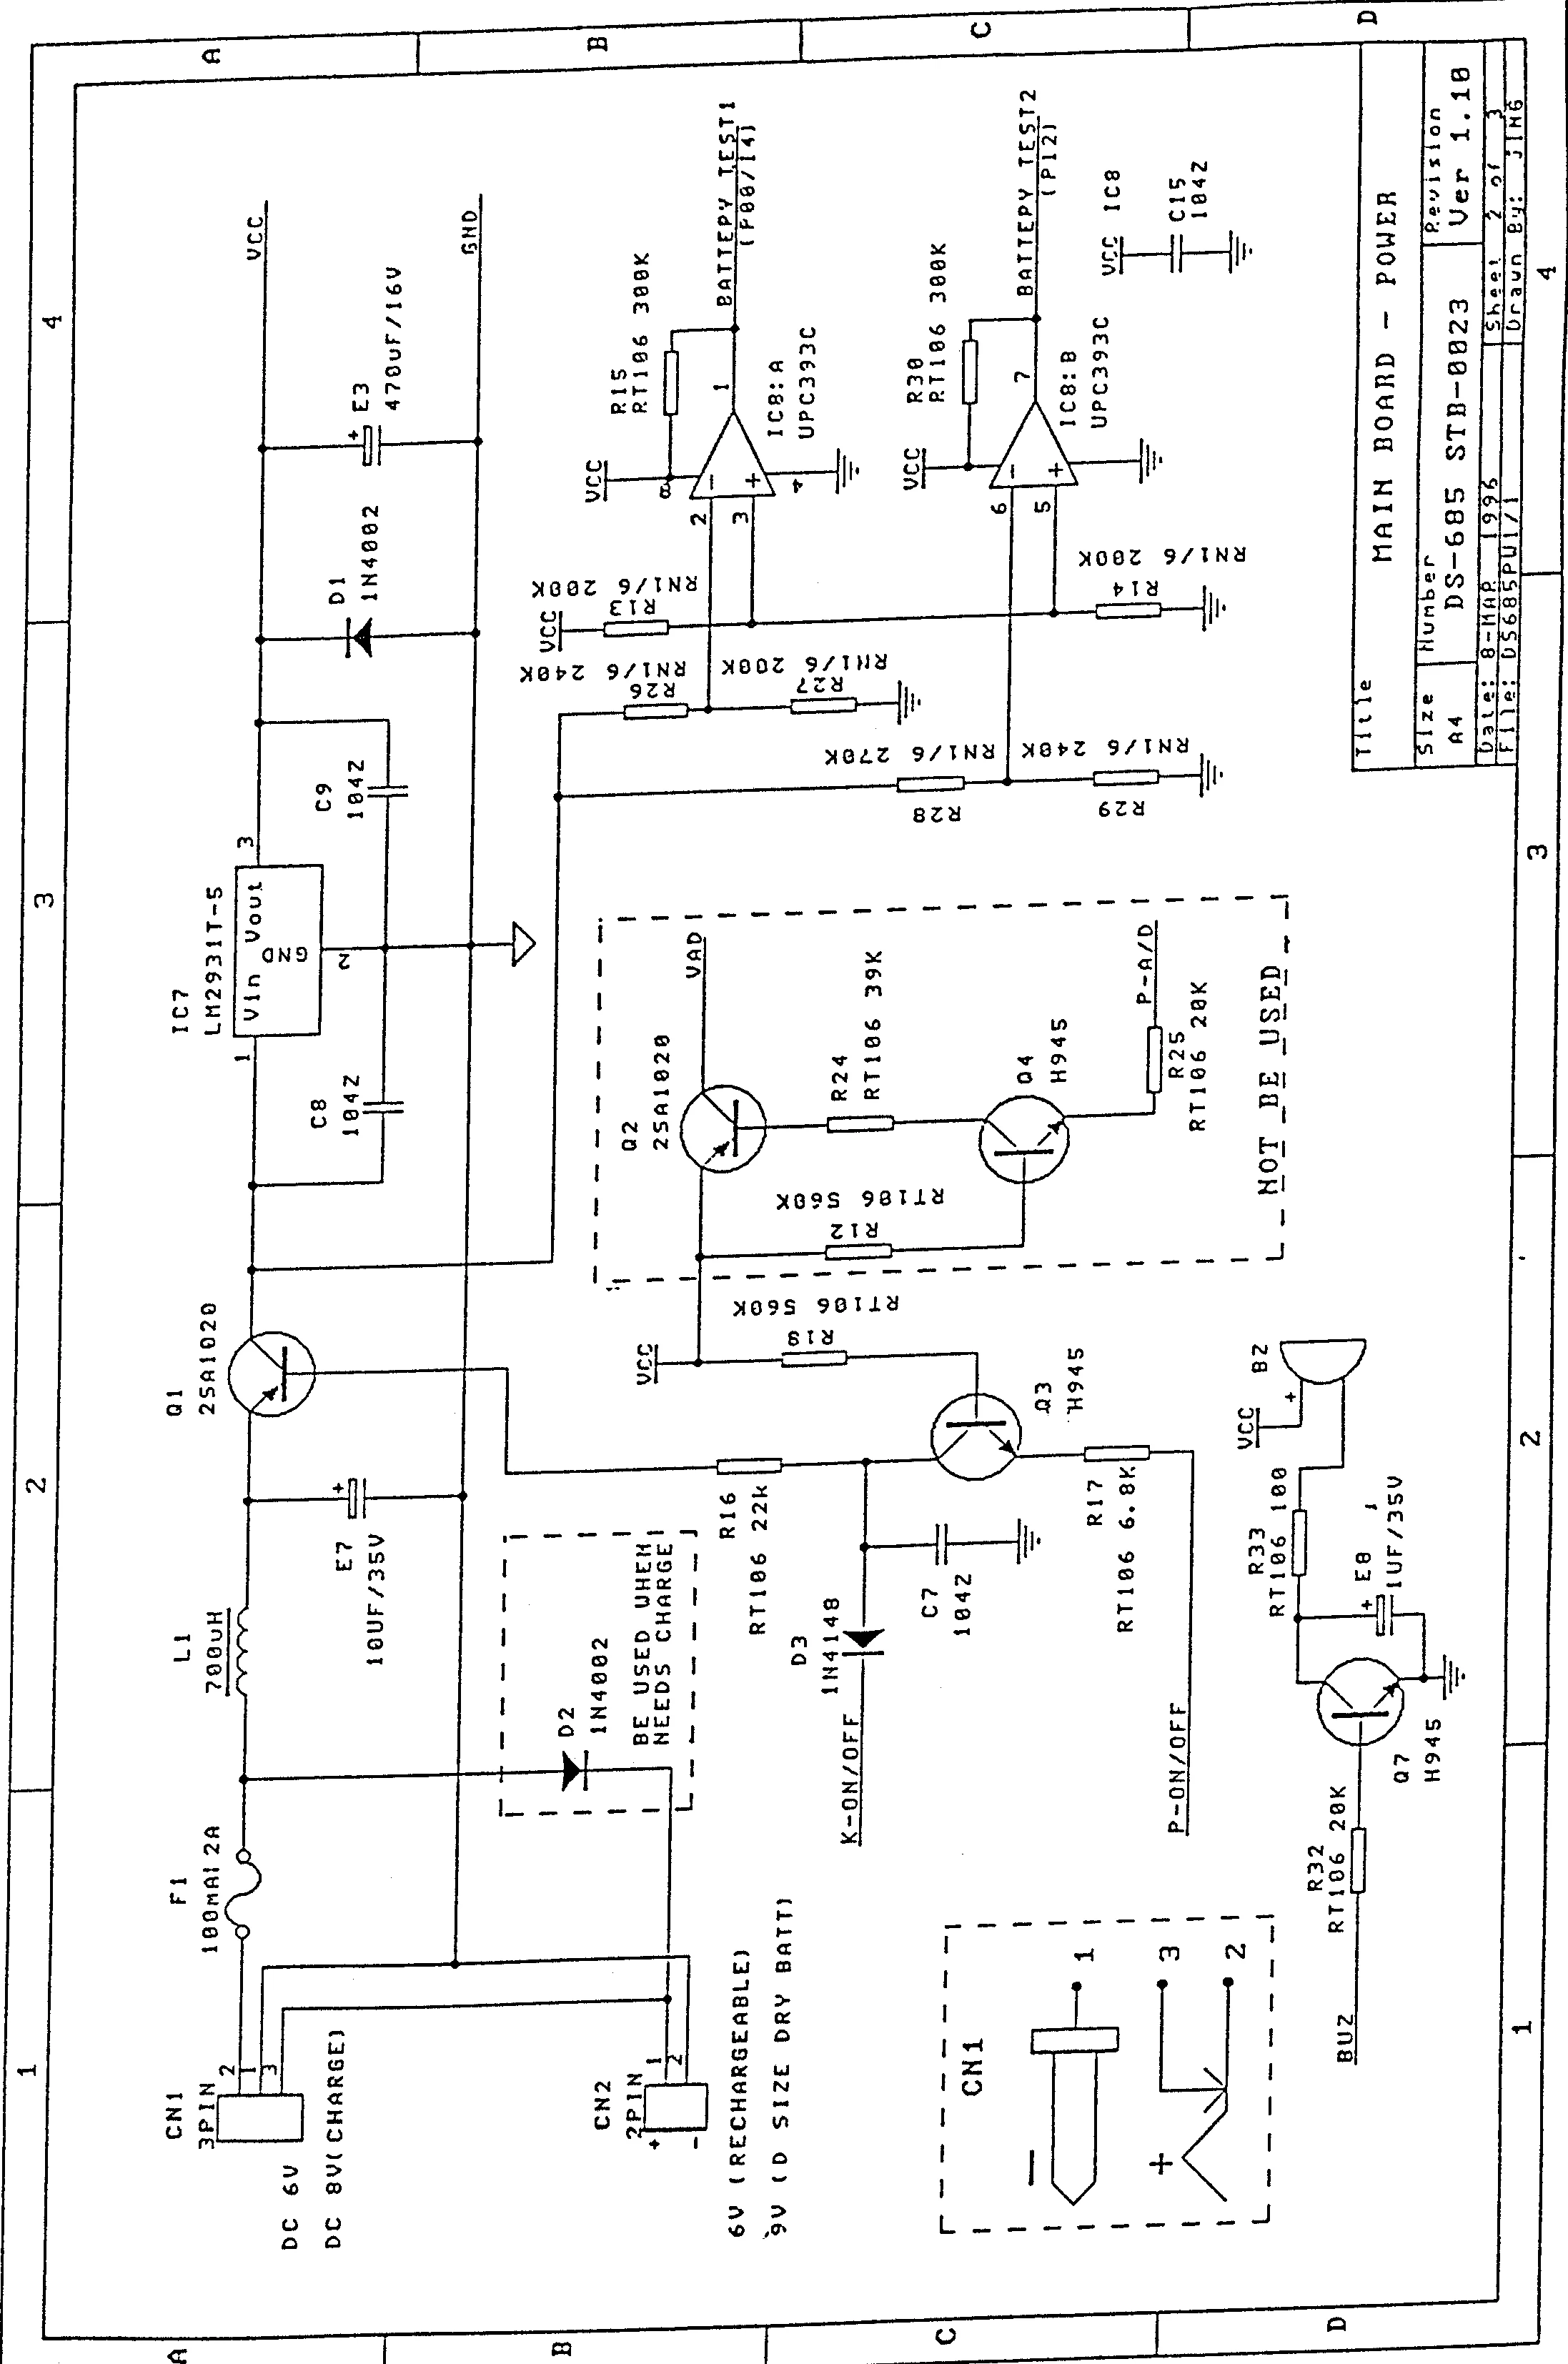 1
2
3
4
A
B
C
D
CN1
3PIN
2
1
3
DC 6V
DC 8V(CHARGE)
F1
100MA12A
L1
700uH
E7
10UF/35V
+
Q1
2SA1020
IC7
LM2931T-5
Vin Vout
GND
1
3
2
C8
104Z
C9
104Z
D1
1N4002
E3
470UF/16V
+
VCC
GND
CN2
2PIN
+
-
1
2
6V (RECHARGEABLE)
9V (D SIZE DRY BATT)
D2
1N4002
BE USED WHEN
NEEDS CHARGE
R16
RT106 22K
D3
1N4148
C7
104Z
K-ON/OFF
P-ON/OFF
R17
RT106 6.8K
Q3
H945
VCC
R18
RT106 560K
R12
RT106 560K
Q2
2SA1020
VAD
R24
RT106 39K
Q4
H945
P-A/D
R25
RT106 20K
NOT BE USED
R26
RN1/6 240K
R27
RN1/6 200K
R28
RN1/6 270K
R29
RN1/6 240K
VCC
R13
RN1/6 200K
R14
RN1/6 200K
VCC
8
2
3
4
1
-
+
R15
RT106 300K
IC8:A
UPC393C
BATTERY TEST1
(P00/14)
VCC
6
5
7
-
+
R30
RT106 300K
IC8:B
UPC393C
BATTERY TEST2
(P12)
VCC IC8
C15
104Z
CN1
-
+
1
3
2
BUZ
R32
RT106 20K
Q7
H945
R33
RT106 100
E8
1UF/35V
+
VCC
BZ
+
Title
MAIN BOARD - POWER
Size
A4
Number
DS-685 STB-0023
Revision
Ver 1.10
Date: 8-MAR 1996
Sheet 2 of 3
File: DS685PW1/1
Drawn By: JING
A
B
C
D
1
2
3
4